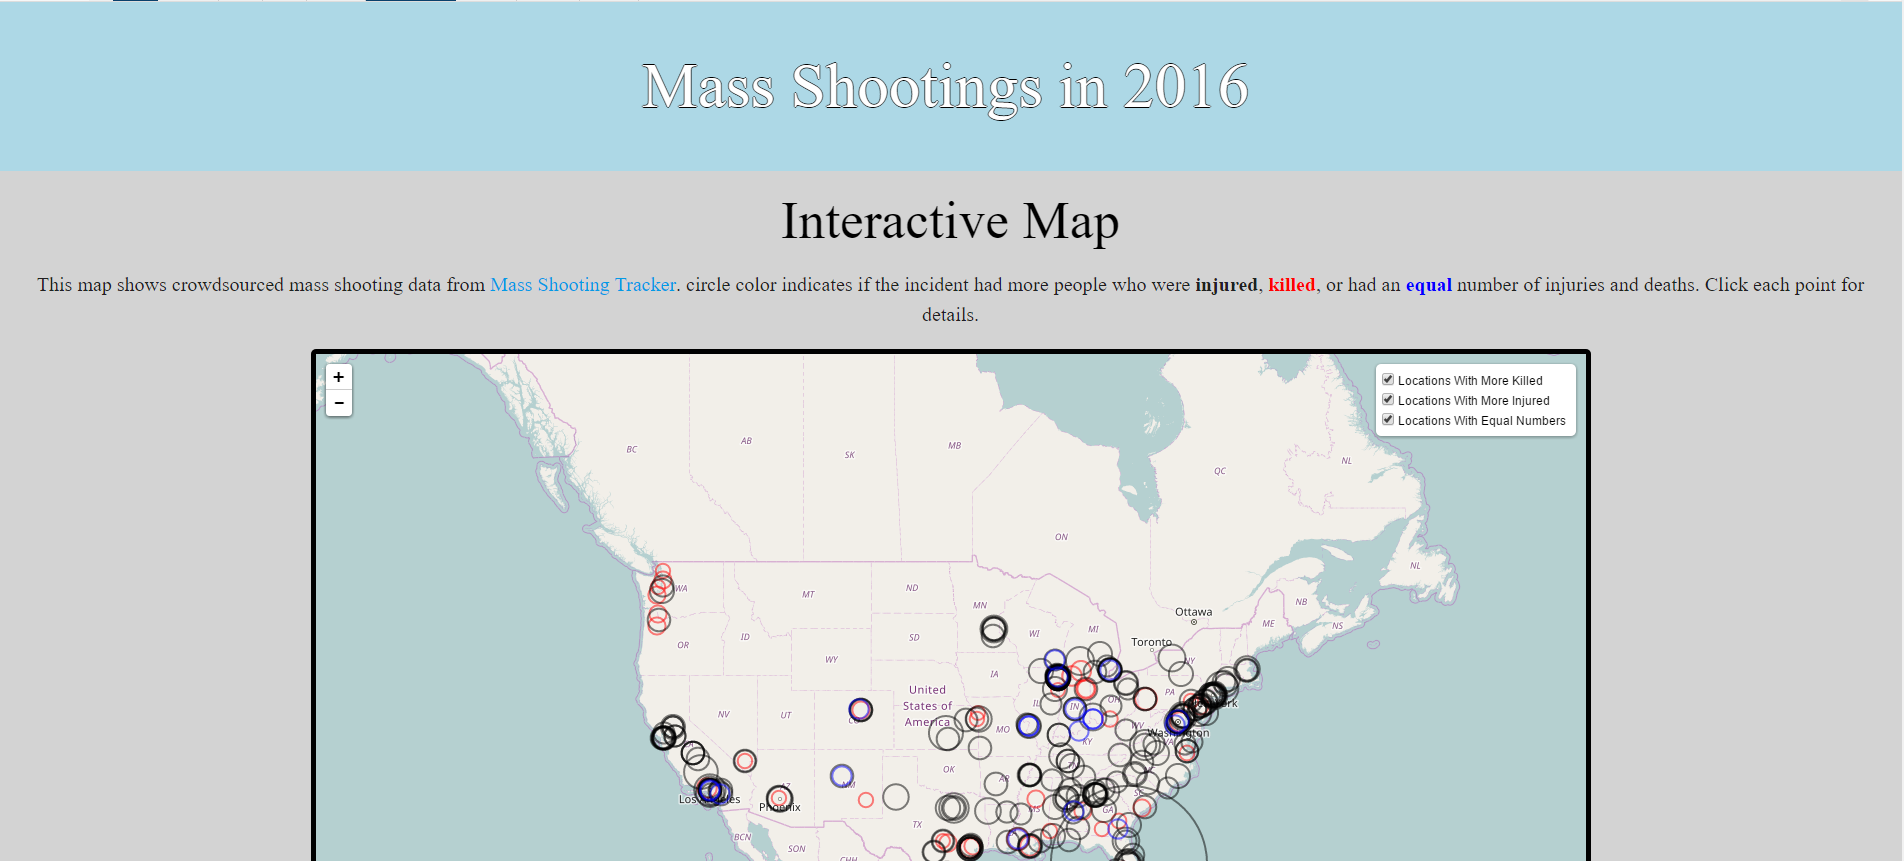 Mass Shootings in 2016
Interactive Map
This map shows crowdsourced mass shooting data from Mass Shooting Tracker. circle color indicates if the incident had more people who were injured, killed, or had an equal number of injuries and deaths. Click each point for
details.
+
−
Locations With More Killed
Locations With More Injured
Locations With Equal Numbers
BC
AB
SK
MB
ON
QC
NL
NL
NB
NS
ME
Ottawa
Toronto
WA
MT
ND
MN
OR
ID
SD
WI
MI
NY
WY
IA
PA
NV
UT
United
States of
America
MO
IL
IN
OH
WV
KY
VA
Washington
Los Angeles
Phoenix
AZ
NM
OK
AR
TN
TX
MS
GA
SC
BCN
SON
CHH